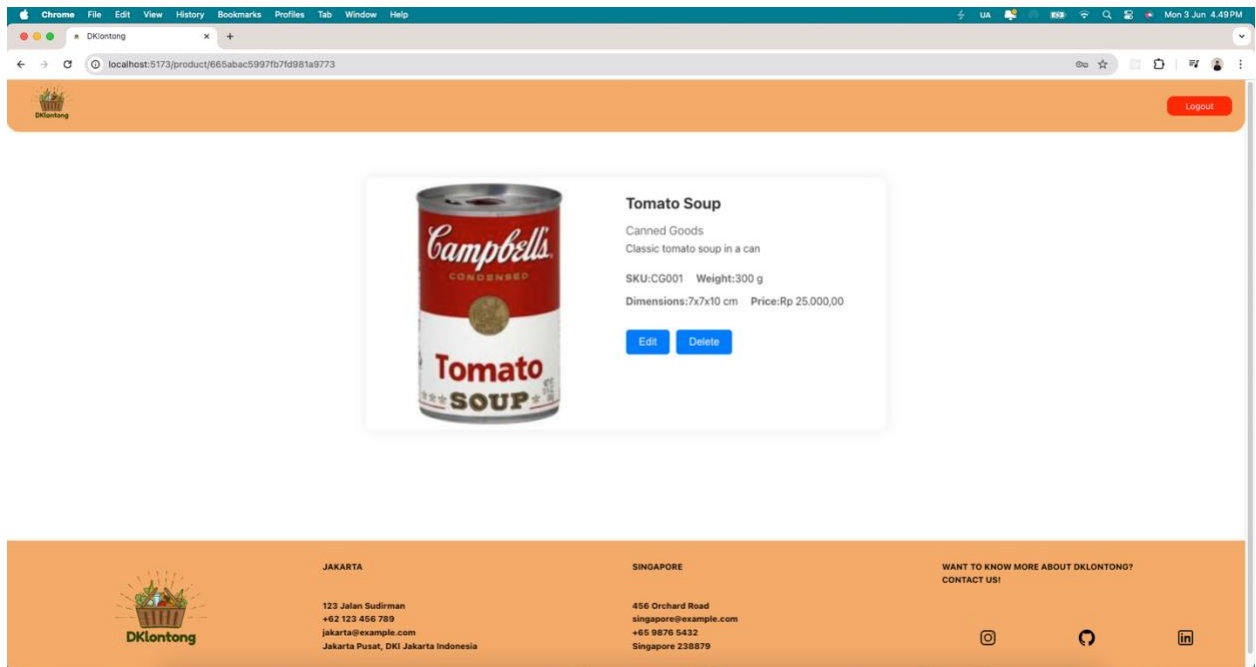 Chrome File Edit View History Bookmarks Profiles Tab Window Help
UA
Mon 3 Jun 4.49 PM
DKlontong
localhost:5173/product/665abac5997fb7fd981a9773
DKlontong
Logout
Campbell's
CONDENSED
Tomato
SOUP
Tomato Soup
Canned Goods
Classic tomato soup in a can
SKU:CG001 Weight:300 g
Dimensions:7x7x10 cm Price:Rp 25.000,00
Edit Delete
DKlontong
JAKARTA
123 Jalan Sudirman
+62 123 456 789
jakarta@example.com
Jakarta Pusat, DKI Jakarta Indonesia
SINGAPORE
456 Orchard Road
singapore@example.com
+65 9876 5432
Singapore 238879
WANT TO KNOW MORE ABOUT DKLONTONG?
CONTACT US!
in